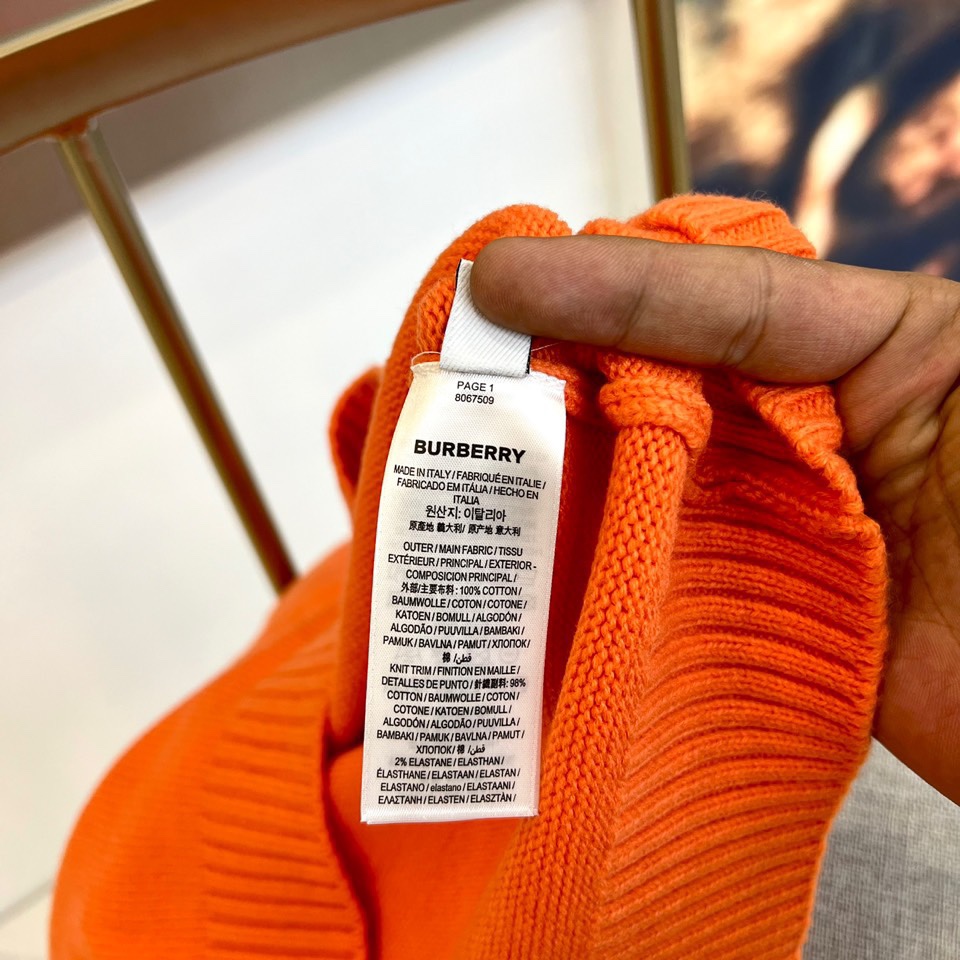 PAGE 1
8067509
BURBERRY
MADE IN ITALY / FABRIQUÉ EN ITALIE /
FABRICADO EM ITÁLIA / HECHO EN
ITALIA
원산지: 이탈리아
原產地 義大利/ 原产地 意大利
OUTER / MAIN FABRIC / TISSU
EXTÉRIEUR / PRINCIPAL / EXTERIOR -
COMPOSICION PRINCIPAL /
外部/主要布料 : 100% COTTON /
BAUMWOLLE / COTON / COTONE /
KATOEN / BOMULL / ALGODÓN /
ALGODÃO / PUUVILLA / BAMBAKI /
PAMUK / BAVLNA / PAMUT / ХЛОПОК /
棉 /قطن
KNIT TRIM / FINITION EN MAILLE /
DETALLES DE PUNTO / 針織副料: 98%
COTTON / BAUMWOLLE / COTON /
COTONE / KATOEN / BOMULL /
ALGODÓN / ALGODÃO / PUUVILLA /
BAMBAKI / PAMUK / BAVLNA / PAMUT /
ХЛОПОК / 棉 /قطن
2% ELASTANE / ELASTHAN /
ÉLASTHANE / ELASTAAN / ELASTAN /
ELASTANO / elastano / ELASTAANI /
ΕΛΑΣΤΑΝΗ / ELASTEN / ELASZTÁN /